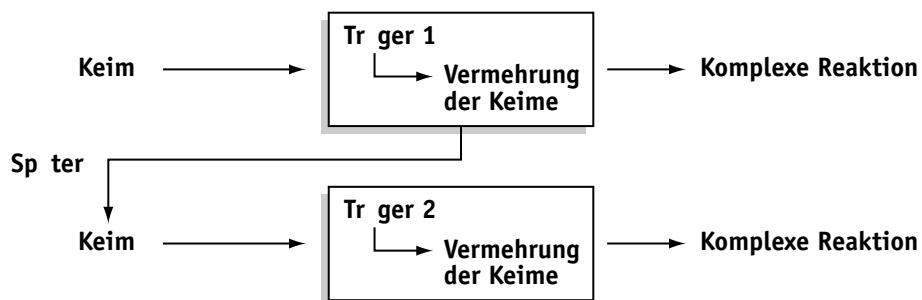 Tr ger 1
Keim
Vermehrung
der Keime
Komplexe Reaktion
Sp ter
Tr ger 2
Keim
Vermehrung
der Keime
Komplexe Reaktion